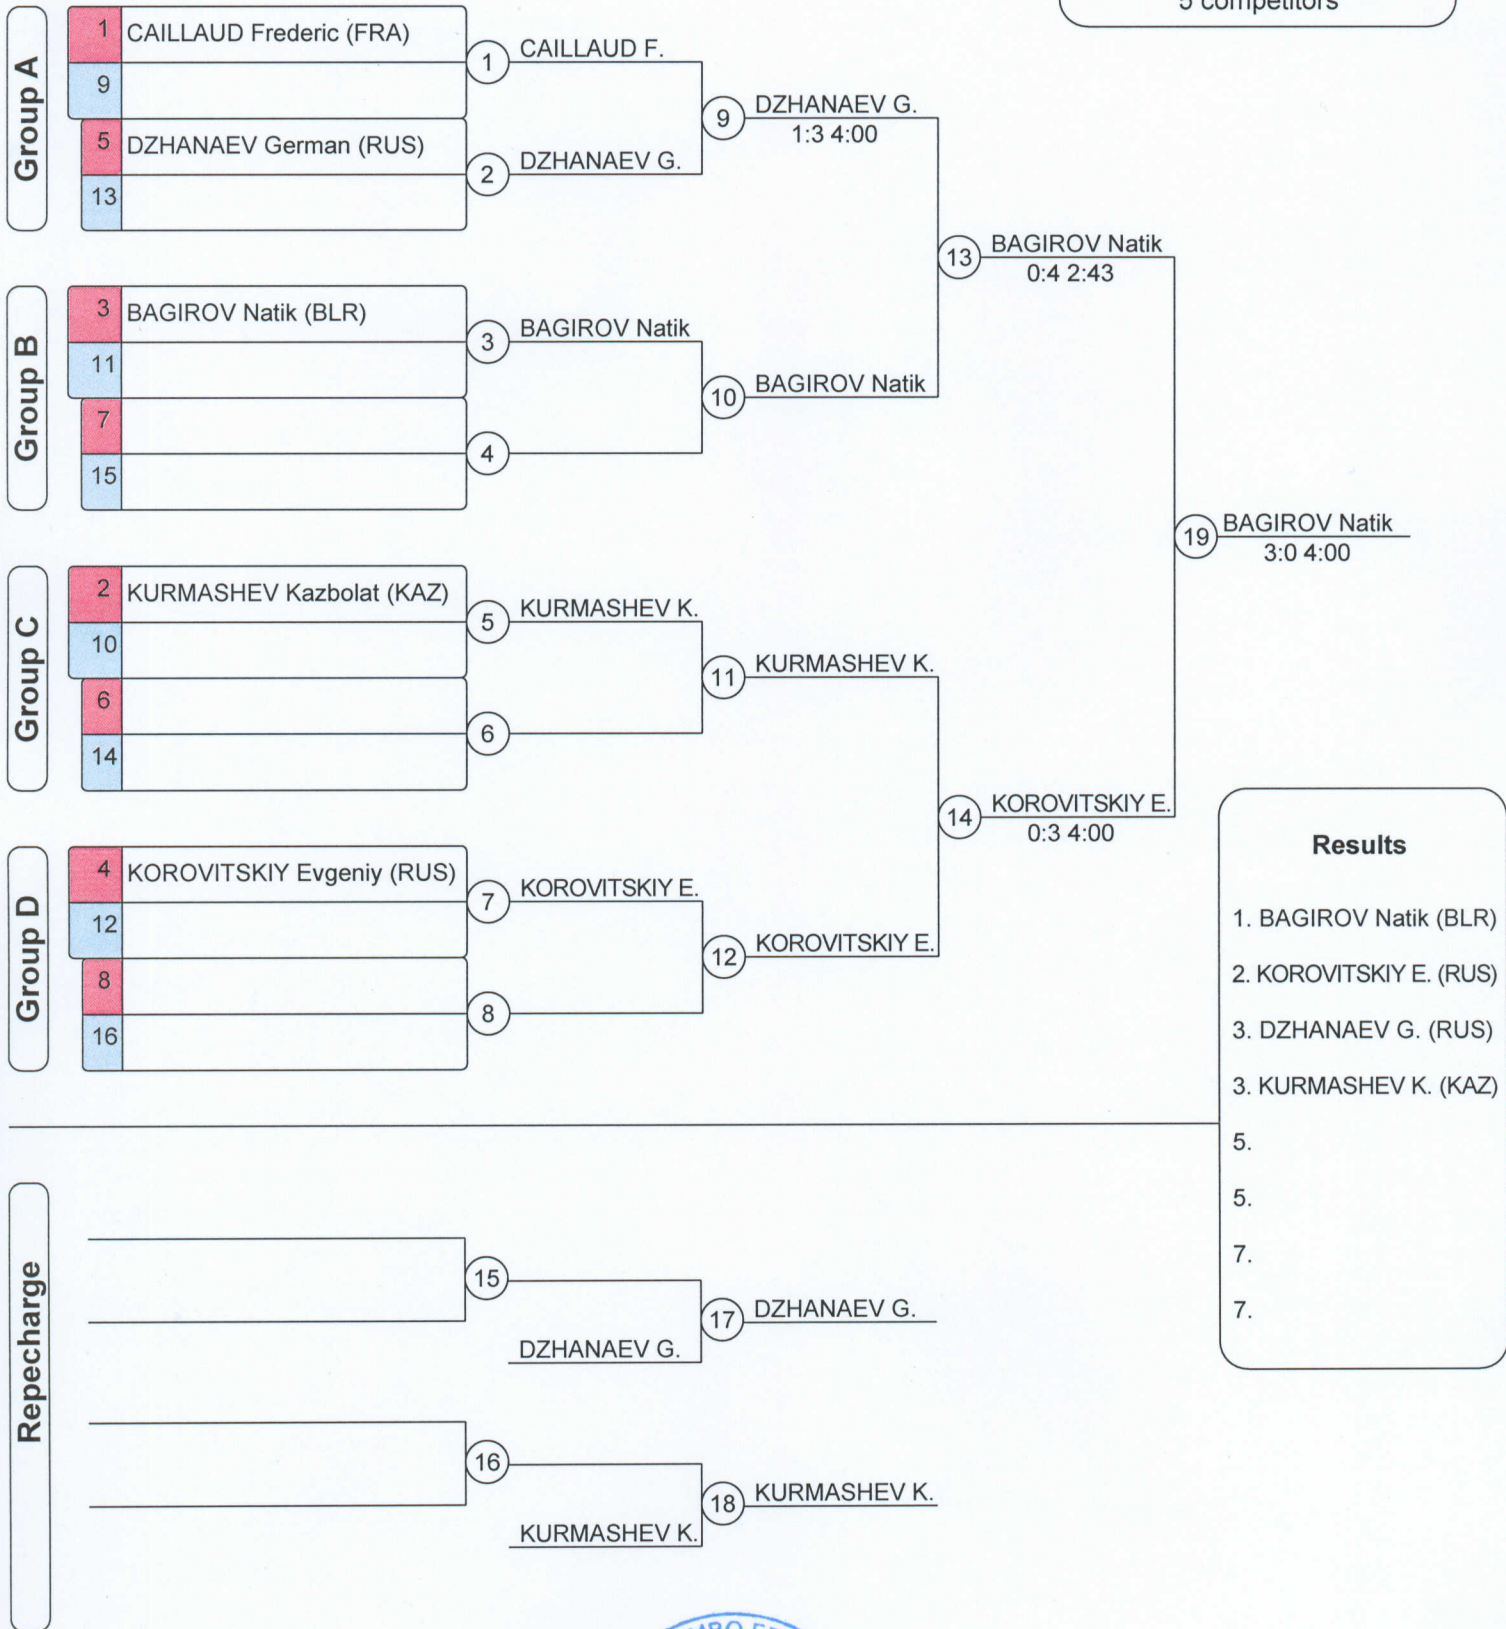 5 competitors
Group A
1 CAILLAUD Frederic (FRA)
9
5 DZHANAEV German (RUS)
13
1 CAILLAUD F.
2 DZHANAEV G.
9 DZHANAEV G.
1:3 4:00
Group B
3 BAGIROV Natik (BLR)
11
7
15
3 BAGIROV Natik
4
10 BAGIROV Natik
13 BAGIROV Natik
0:4 2:43
Group C
2 KURMASHEV Kazbolat (KAZ)
10
6
14
5 KURMASHEV K.
6
11 KURMASHEV K.
Group D
4 KOROVITSKIY Evgeniy (RUS)
12
8
16
7 KOROVITSKIY E.
8
12 KOROVITSKIY E.
14 KOROVITSKIY E.
0:3 4:00
19 BAGIROV Natik
3:0 4:00
Results
1. BAGIROV Natik (BLR)
2. KOROVITSKIY E. (RUS)
3. DZHANAEV G. (RUS)
3. KURMASHEV K. (KAZ)
5.
5.
7.
7.
Repecharge
15
DZHANAEV G.
17 DZHANAEV G.
16
KURMASHEV K.
18 KURMASHEV K.